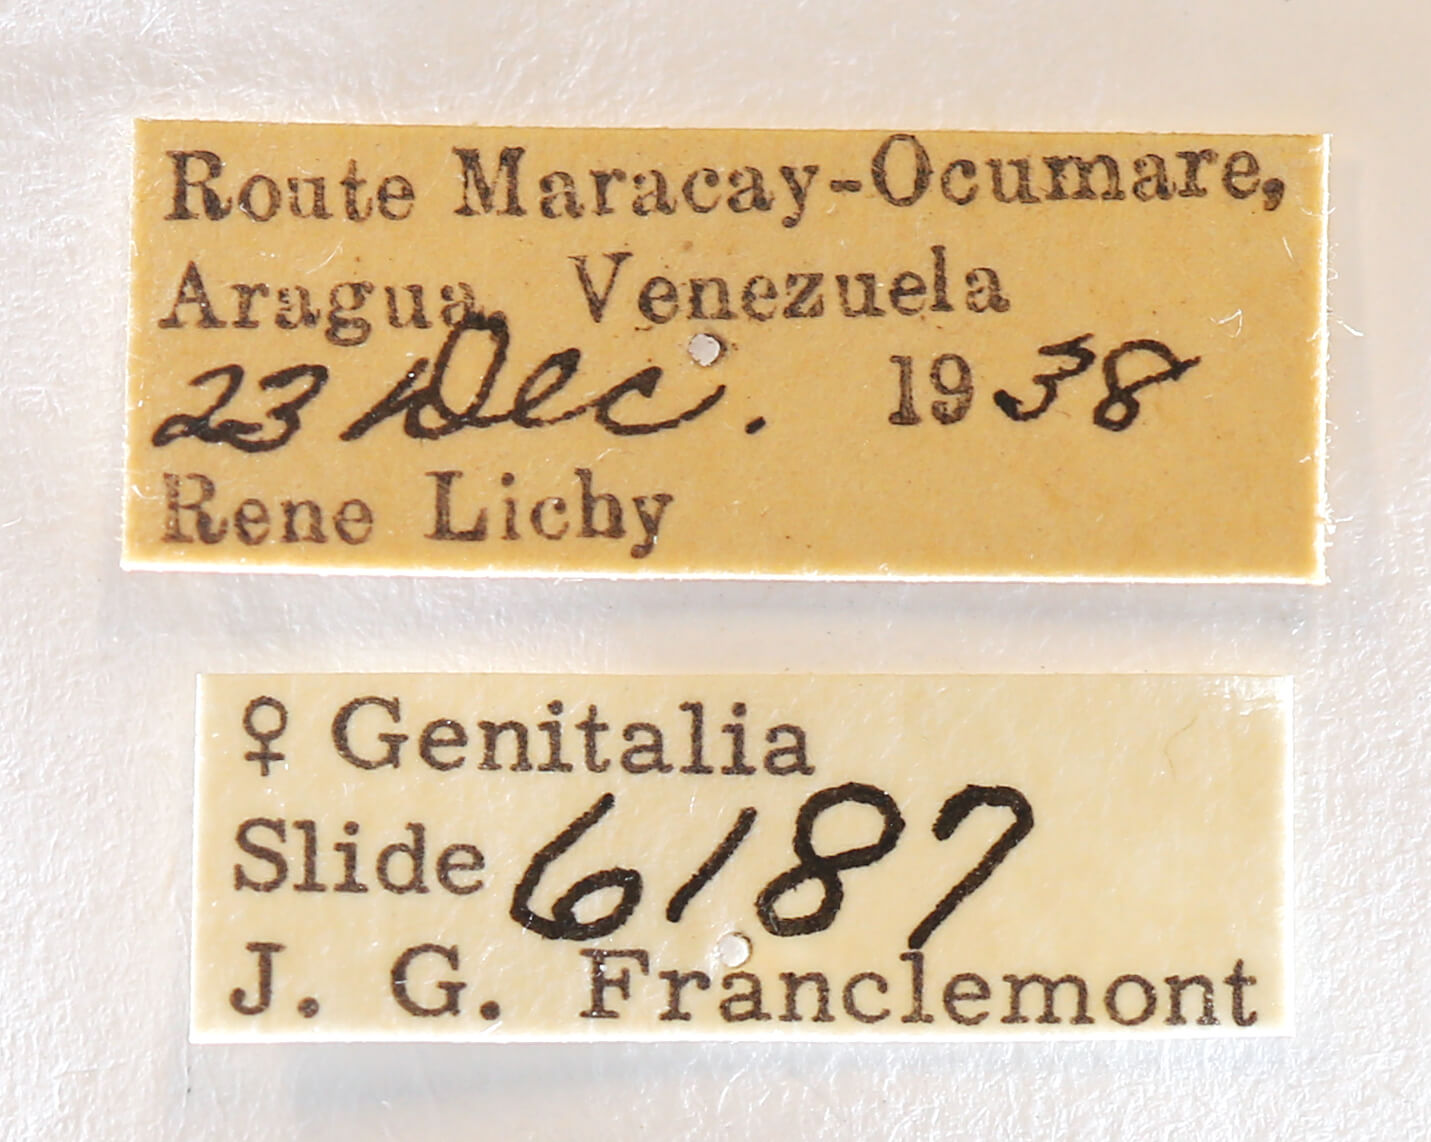 Route Maracay-Ocumare,
Aragua, Venezuela
23 Dec. 1938
Rene Lichy
♀ Genitalia
Slide 6187
J. G. Franclemont